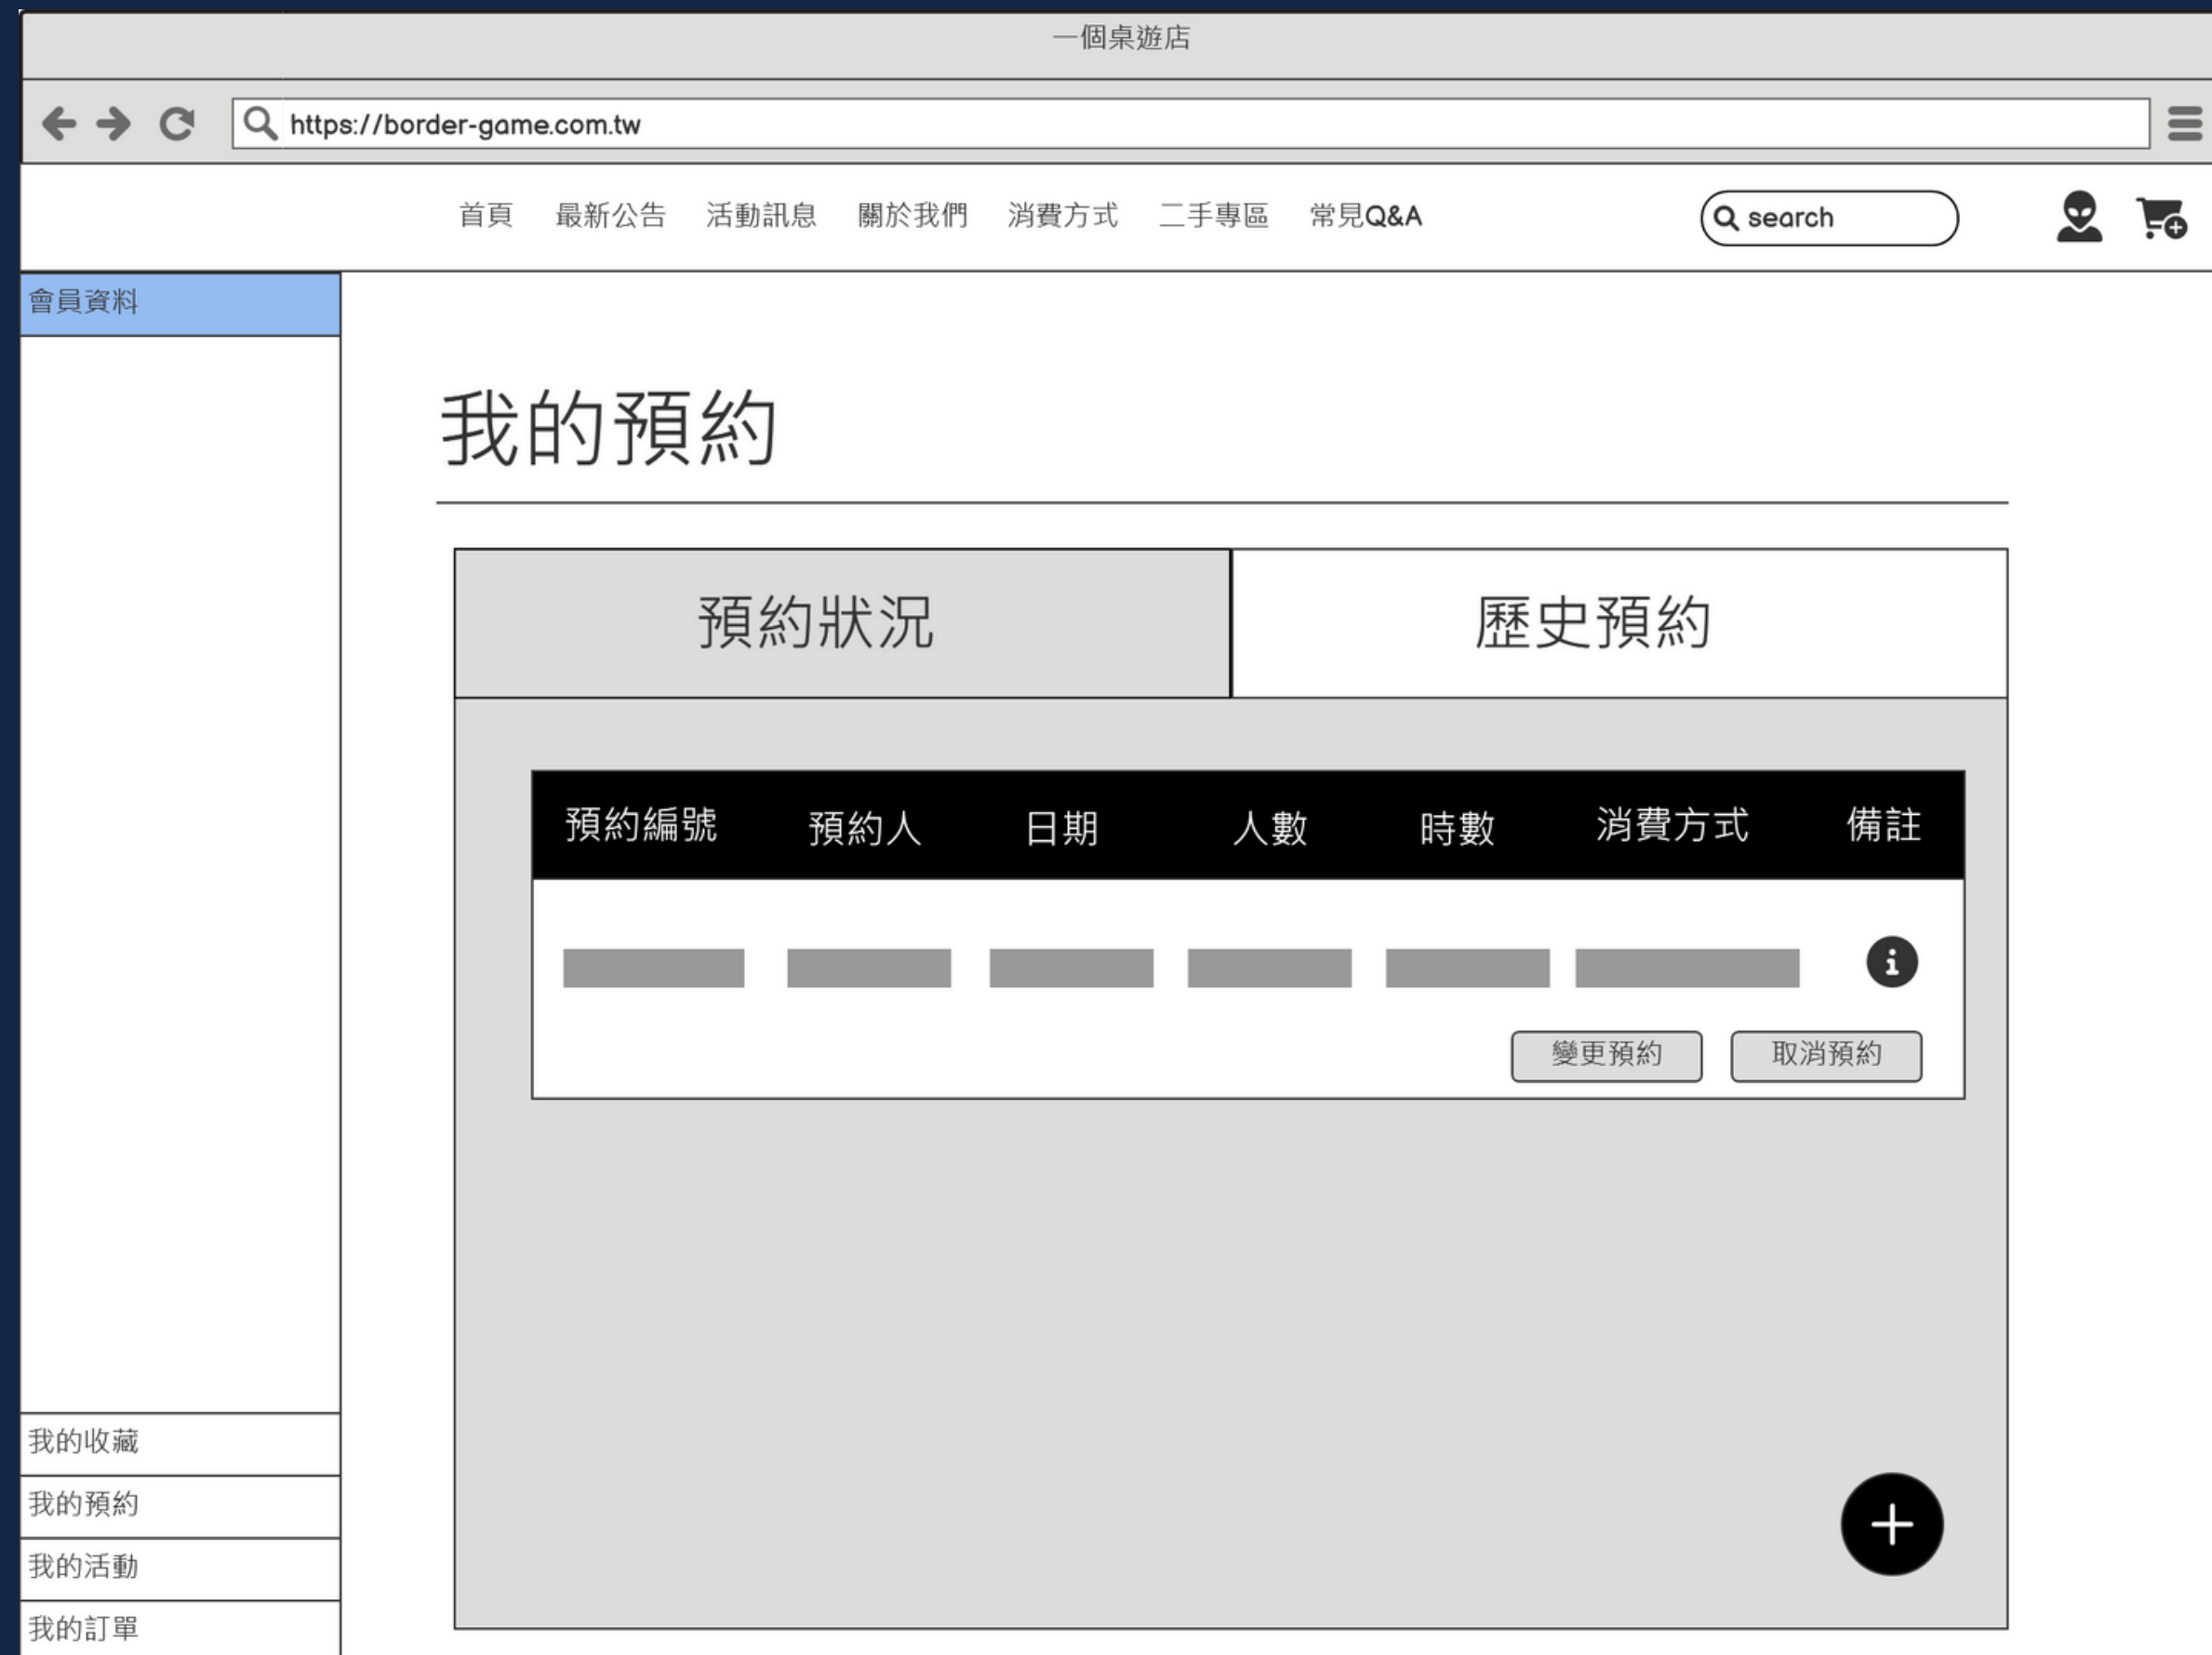 一個桌遊店
https://border-game.com.tw
首頁 最新公告 活動訊息 關於我們 消費方式 二手專區 常見Q&A search
會員資料
我的預約
預約狀況 歷史預約
預約編號 預約人 日期 人數 時數 消費方式 備註
變更預約 取消預約
我的收藏
我的預約
我的活動
我的訂單